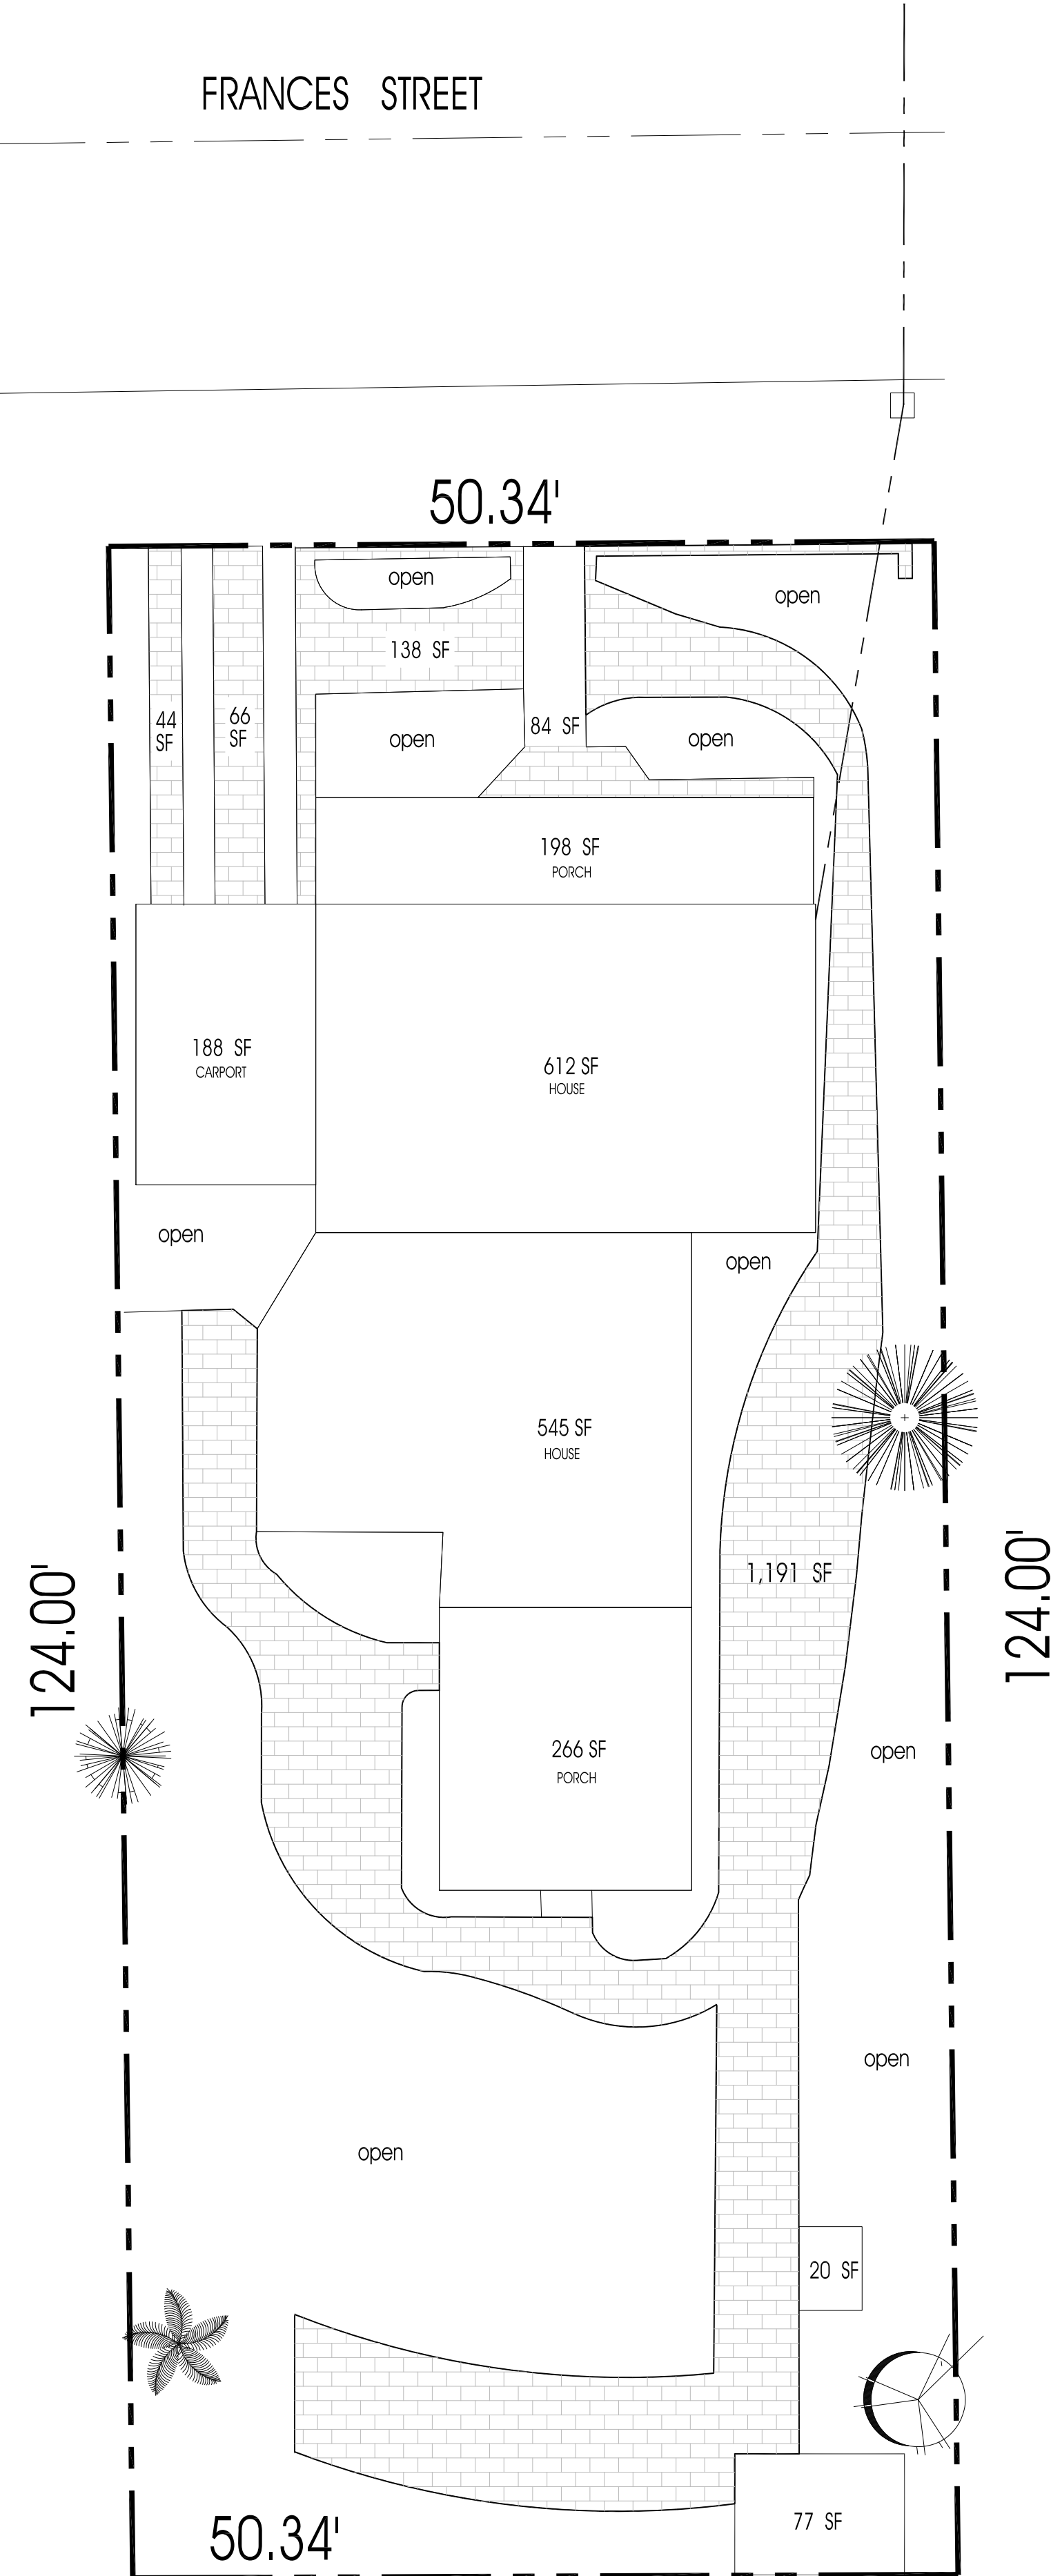 FRANCES STREET
50.34'
open
open
138 SF
44
SF
66
SF
84 SF
open
open
198 SF
PORCH
188 SF
CARPORT
612 SF
HOUSE
open
open
545 SF
HOUSE
124.00'
124.00'
1,191 SF
266 SF
PORCH
open
open
open
20 SF
77 SF
50.34'